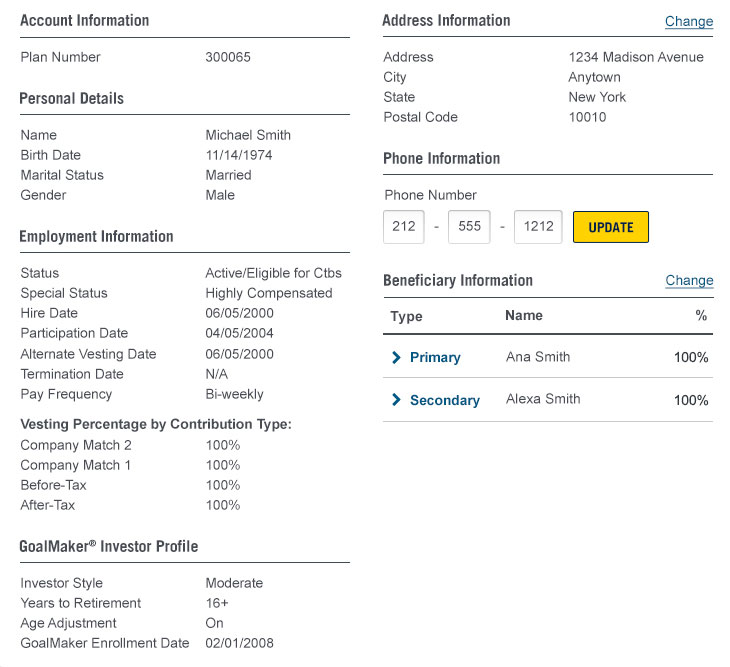 Account Information
Plan Number 300065
Personal Details
Name Michael Smith
Birth Date 11/14/1974
Marital Status Married
Gender Male
Employment Information
Status Active/Eligible for Ctbs
Special Status Highly Compensated
Hire Date 06/05/2000
Participation Date 04/05/2004
Alternate Vesting Date 06/05/2000
Termination Date N/A
Pay Frequency Bi-weekly
Vesting Percentage by Contribution Type:
Company Match 2 100%
Company Match 1 100%
Before-Tax 100%
After-Tax 100%
GoalMaker® Investor Profile
Investor Style Moderate
Years to Retirement 16+
Age Adjustment On
GoalMaker Enrollment Date 02/01/2008
Address Information Change
Address 1234 Madison Avenue
City Anytown
State New York
Postal Code 10010
Phone Information
Phone Number
212 - 555 - 1212 UPDATE
Beneficiary Information Change
Type Name %
Primary Ana Smith 100%
Secondary Alexa Smith 100%